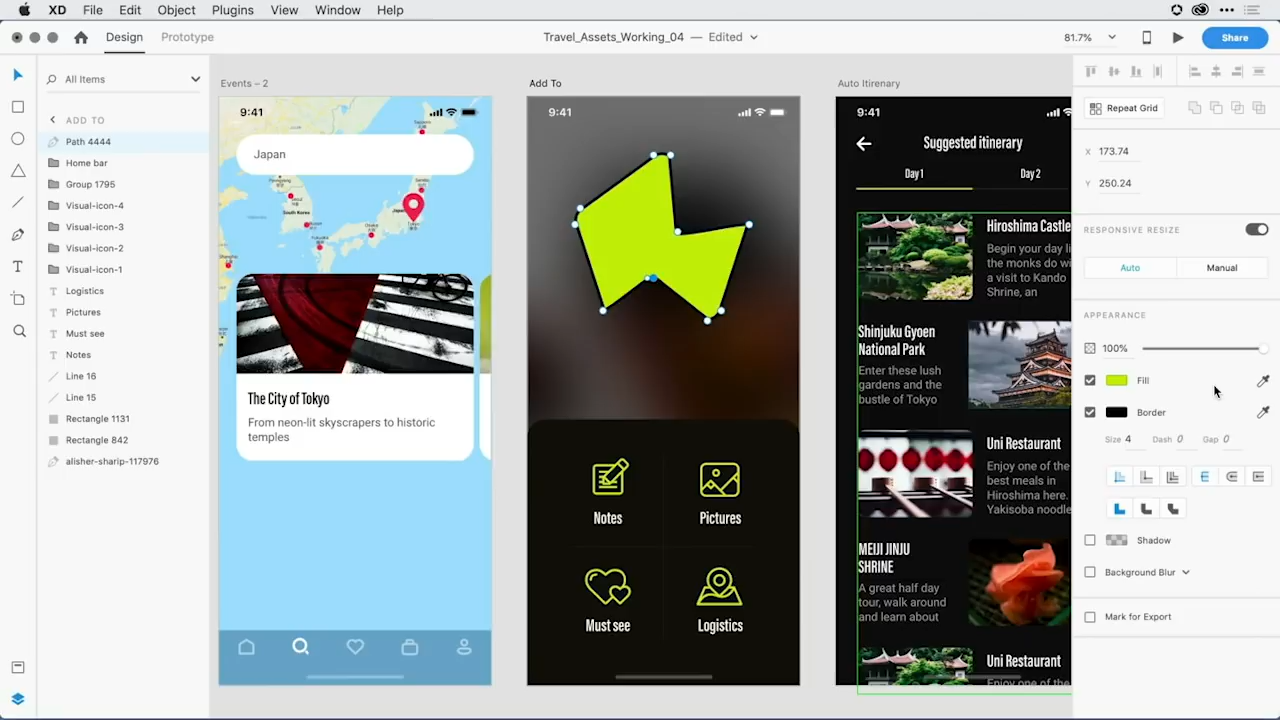 XD File Edit Object Plugins View Window Help
Design Prototype
Travel_Assets_Working_04 — Edited
81.7%
Share
All Items
ADD TO
Path 4444
Home bar
Group 1795
Visual-icon-4
Visual-icon-3
Visual-icon-2
Visual-icon-1
Logistics
Pictures
Must see
Notes
Line 16
Line 15
Rectangle 1131
Rectangle 842
alisher-sharip-117976
Events – 2
9:41
Japan
South Korea
Japan
The City of Tokyo
From neon-lit skyscrapers to historic
temples
Add To
9:41
Notes
Pictures
Must see
Logistics
Auto Itirenary
9:41
Suggested itinerary
Day 1
Day 2
Hiroshima Castle
Begin your day li
the monks do wi
a visit to Kando
Shrine, an
Shinjuku Gyoen
National Park
Enter these lush
gardens and the
bustle of Tokyo
Uni Restaurant
Enjoy one of the
best meals in
Hiroshima here.
Yakisoba noodle
MEIJI JINJU
SHRINE
A great half day
tour, walk around
and learn about
Uni Restaurant
Enjoy one of the
Repeat Grid
X 173.74
Y 250.24
RESPONSIVE RESIZE
Auto
Manual
APPEARANCE
100%
Fill
Border
Size 4 Dash 0 Gap 0
Shadow
Background Blur
Mark for Export